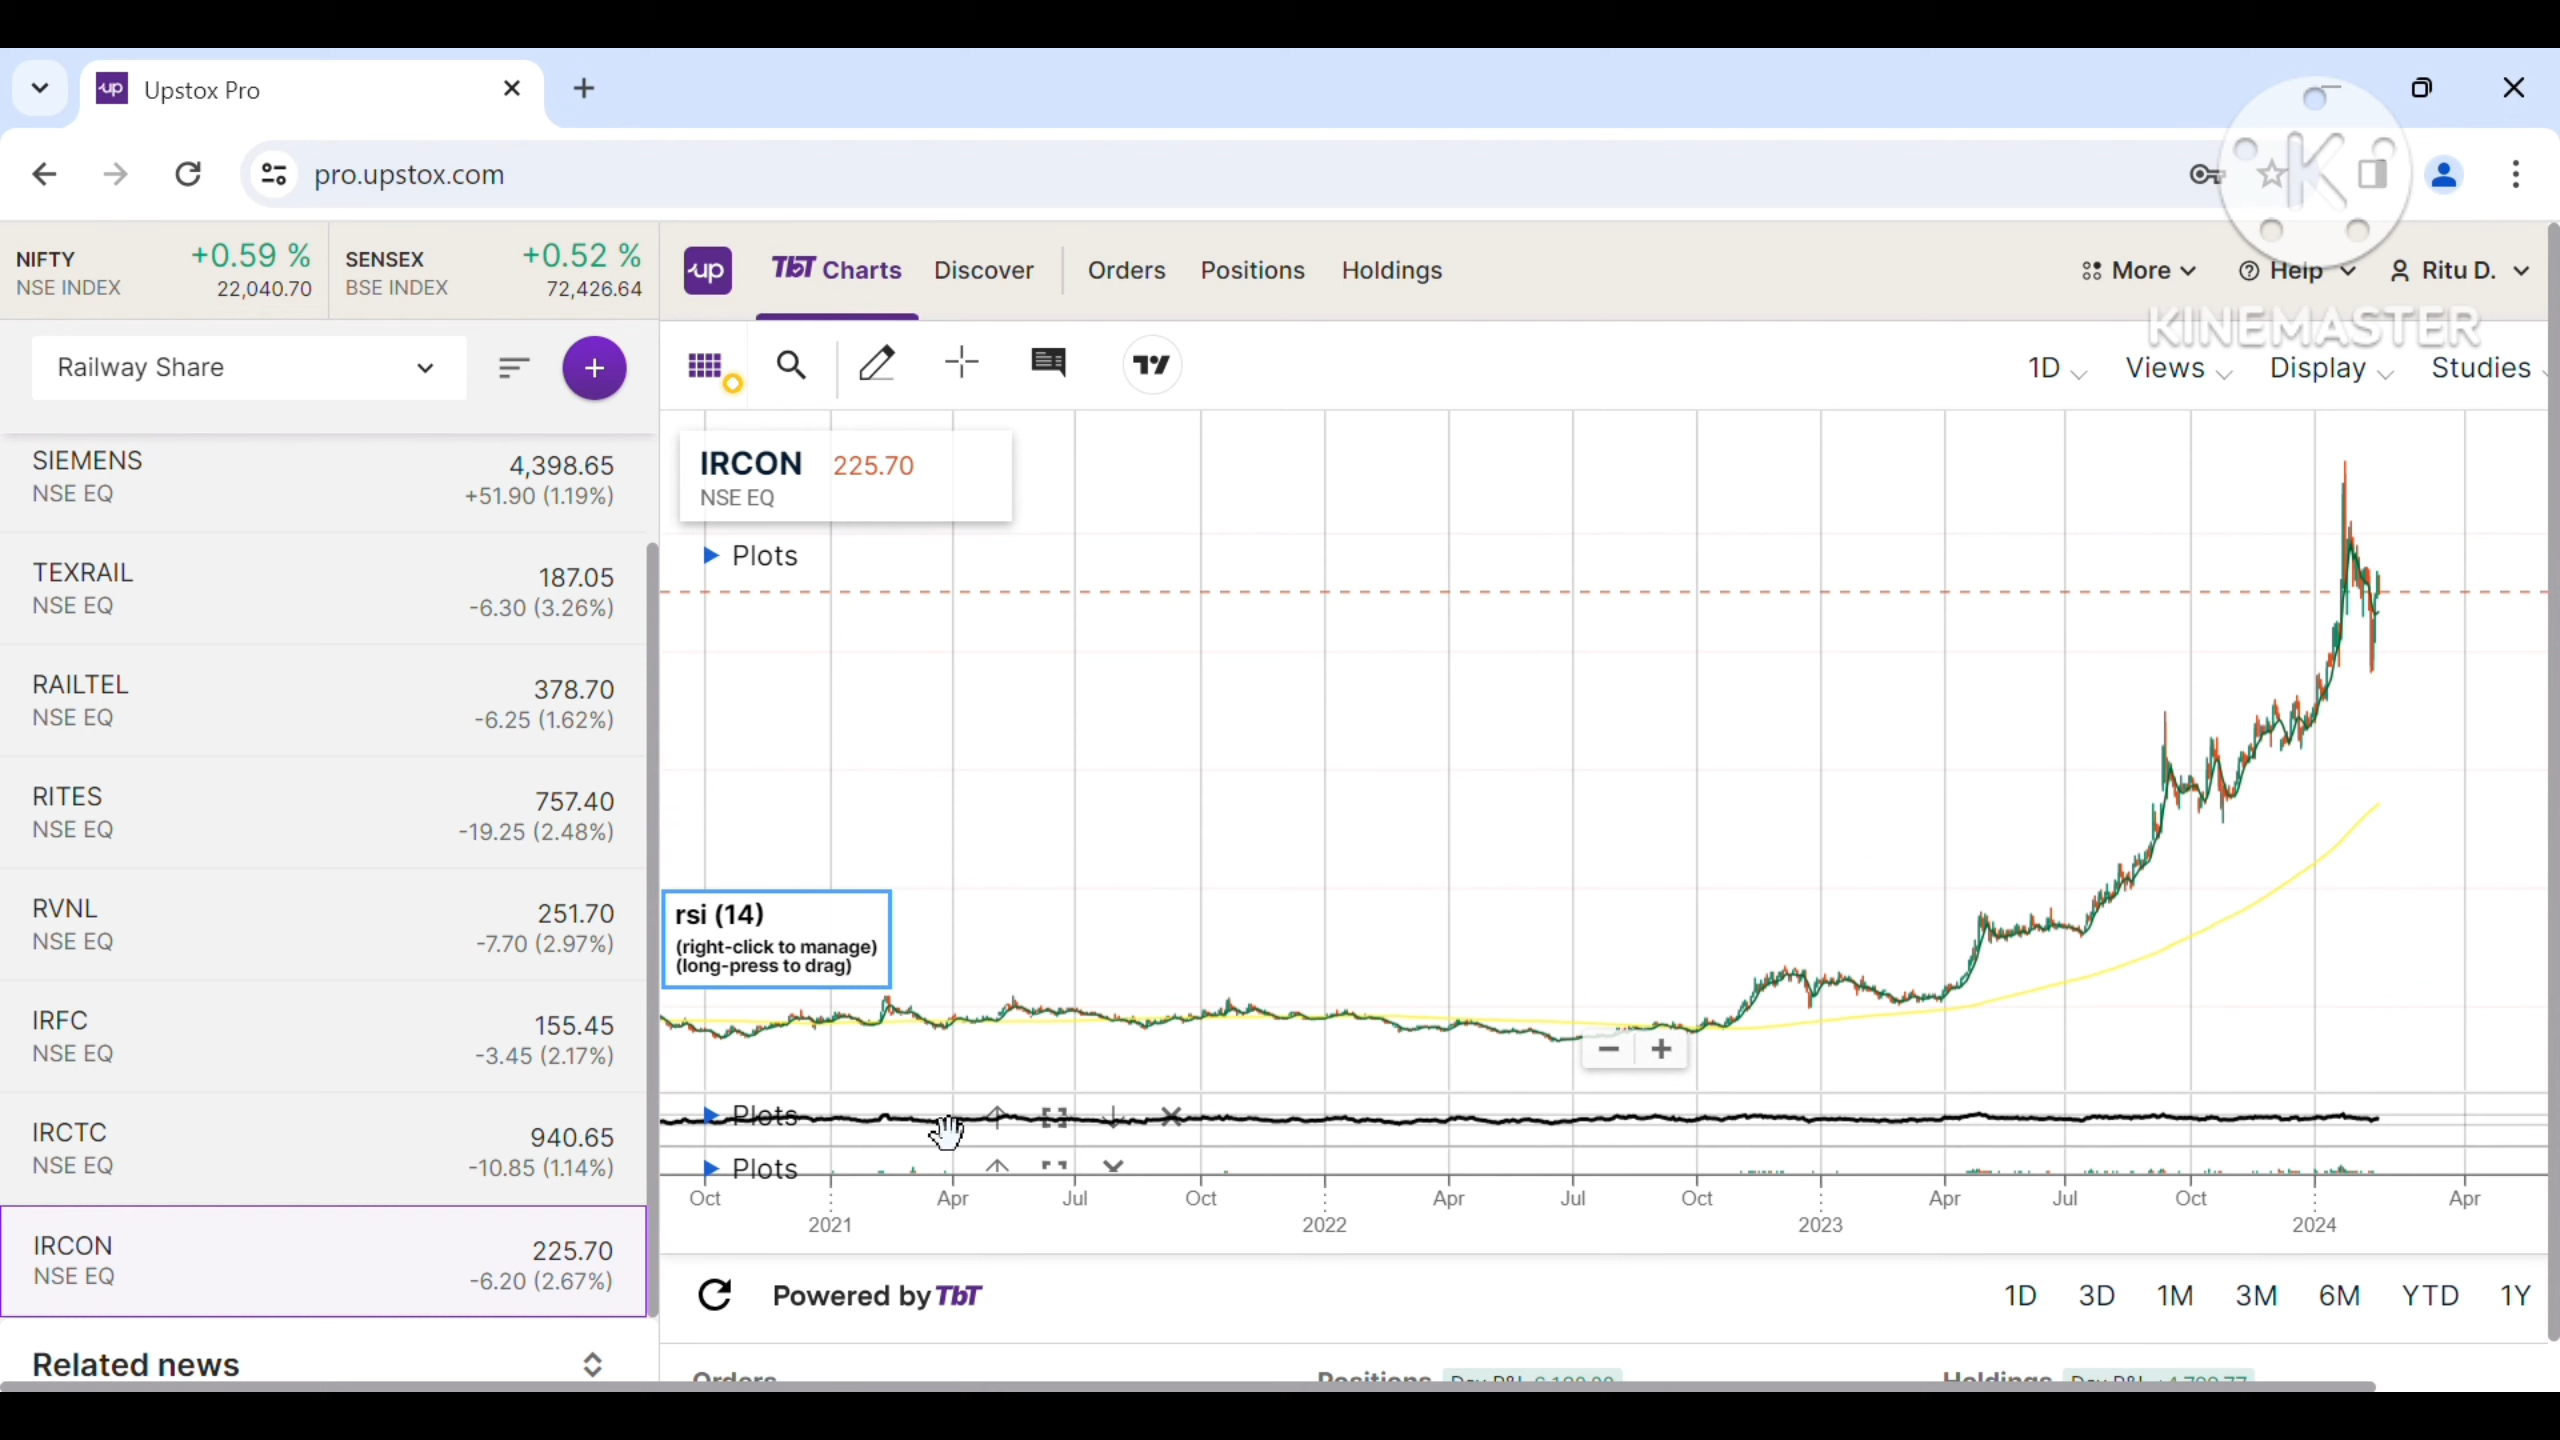 up Upstox Pro
pro.upstox.com
NIFTY +0.59 %
NSE INDEX 22,040.70
SENSEX +0.52 %
BSE INDEX 72,426.64
up TbT Charts Discover Orders Positions Holdings More Help Ritu D.
KINEMASTER
Railway Share
1D Views Display Studies
SIEMENS 4,398.65
NSE EQ +51.90 (1.19%)
TEXRAIL 187.05
NSE EQ -6.30 (3.26%)
RAILTEL 378.70
NSE EQ -6.25 (1.62%)
RITES 757.40
NSE EQ -19.25 (2.48%)
RVNL 251.70
NSE EQ -7.70 (2.97%)
IRFC 155.45
NSE EQ -3.45 (2.17%)
IRCTC 940.65
NSE EQ -10.85 (1.14%)
IRCON 225.70
NSE EQ -6.20 (2.67%)
Related news
IRCON 225.70
NSE EQ
Plots
rsi (14)
(right-click to manage)
(long-press to drag)
Plots
Plots
Oct Apr Jul Oct Apr Jul Oct Apr Jul Oct Apr
2021 2022 2023 2024
Powered by TbT
1D 3D 1M 3M 6M YTD 1Y
Orders Positions Holdings